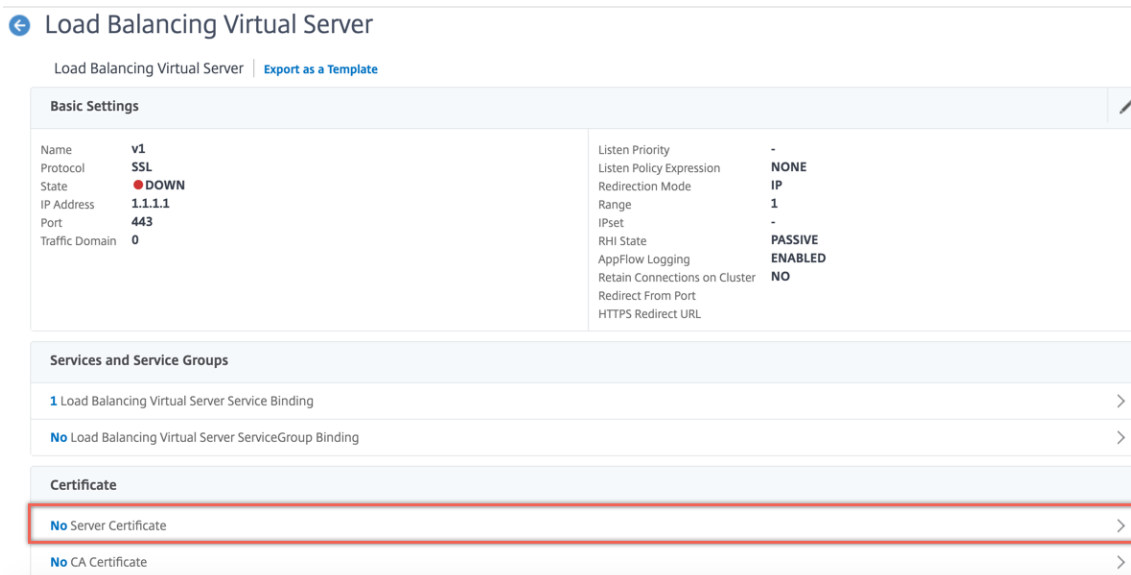 Load Balancing Virtual Server
Load Balancing Virtual Server Export as a Template
Basic Settings
Name v1
Protocol SSL
State DOWN
IP Address 1.1.1.1
Port 443
Traffic Domain 0
Listen Priority -
Listen Policy Expression NONE
Redirection Mode IP
Range 1
IPset -
RHI State PASSIVE
AppFlow Logging ENABLED
Retain Connections on Cluster NO
Redirect From Port
HTTPS Redirect URL
Services and Service Groups
1 Load Balancing Virtual Server Service Binding
No Load Balancing Virtual Server ServiceGroup Binding
Certificate
No Server Certificate
No CA Certificate